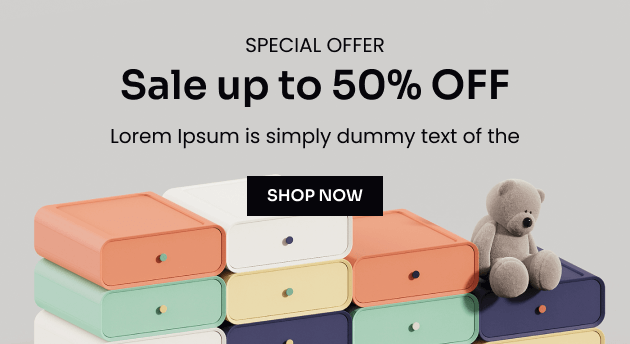 SPECIAL OFFER
Sale up to 50% OFF
Lorem Ipsum is simply dummy text of the
SHOP NOW